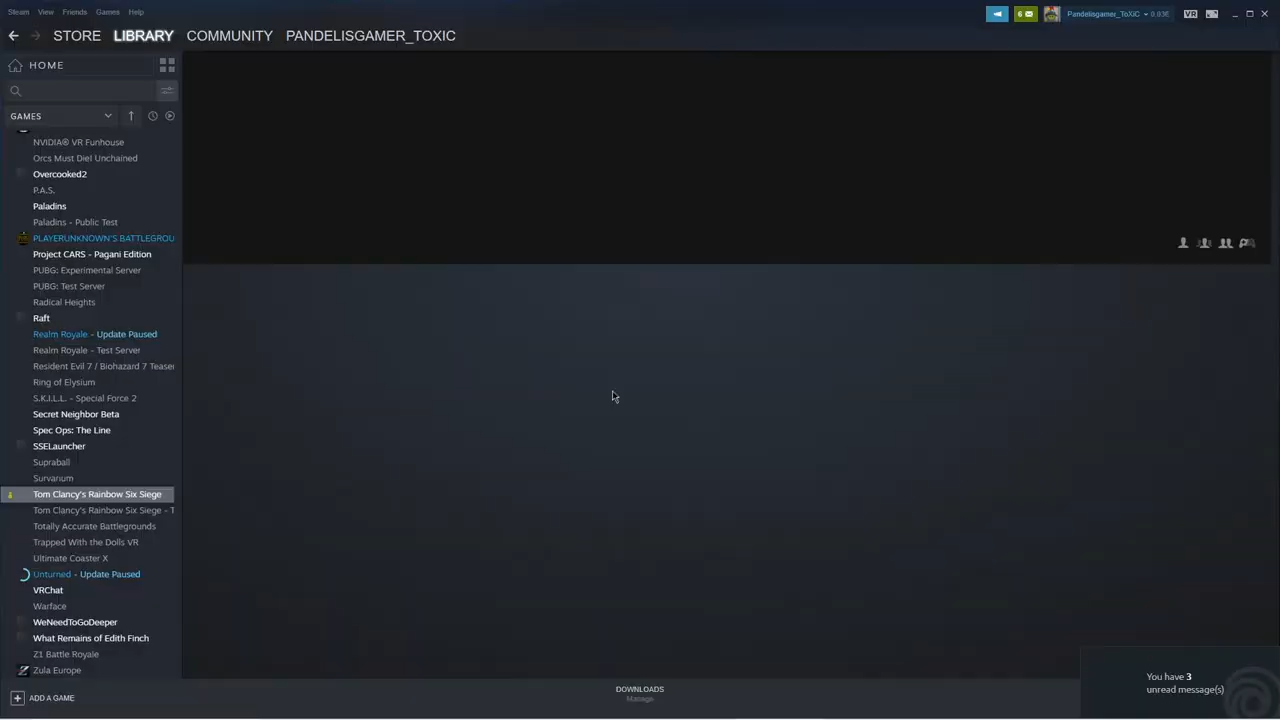 Steam View Friends Games Help
6
Pandelisgamer_ToXiC 0,03€
VR
STORE LIBRARY COMMUNITY PANDELISGAMER_TOXIC
HOME
GAMES
NVIDIA® VR Funhouse
Orcs Must Die! Unchained
Overcooked2
P.A.S.
Paladins
Paladins - Public Test
PLAYERUNKNOWN'S BATTLEGROU
Project CARS - Pagani Edition
PUBG: Experimental Server
PUBG: Test Server
Radical Heights
Raft
Realm Royale - Update Paused
Realm Royale - Test Server
Resident Evil 7 / Biohazard 7 Teaser
Ring of Elysium
S.K.I.L.L. - Special Force 2
Secret Neighbor Beta
Spec Ops: The Line
SSELauncher
Supraball
Survarium
Tom Clancy's Rainbow Six Siege
Tom Clancy's Rainbow Six Siege - T
Totally Accurate Battlegrounds
Trapped With the Dolls VR
Ultimate Coaster X
Unturned - Update Paused
VRChat
Warface
WeNeedToGoDeeper
What Remains of Edith Finch
Z1 Battle Royale
Zula Europe
ADD A GAME
DOWNLOADS
Manage
You have 3
unread message(s)